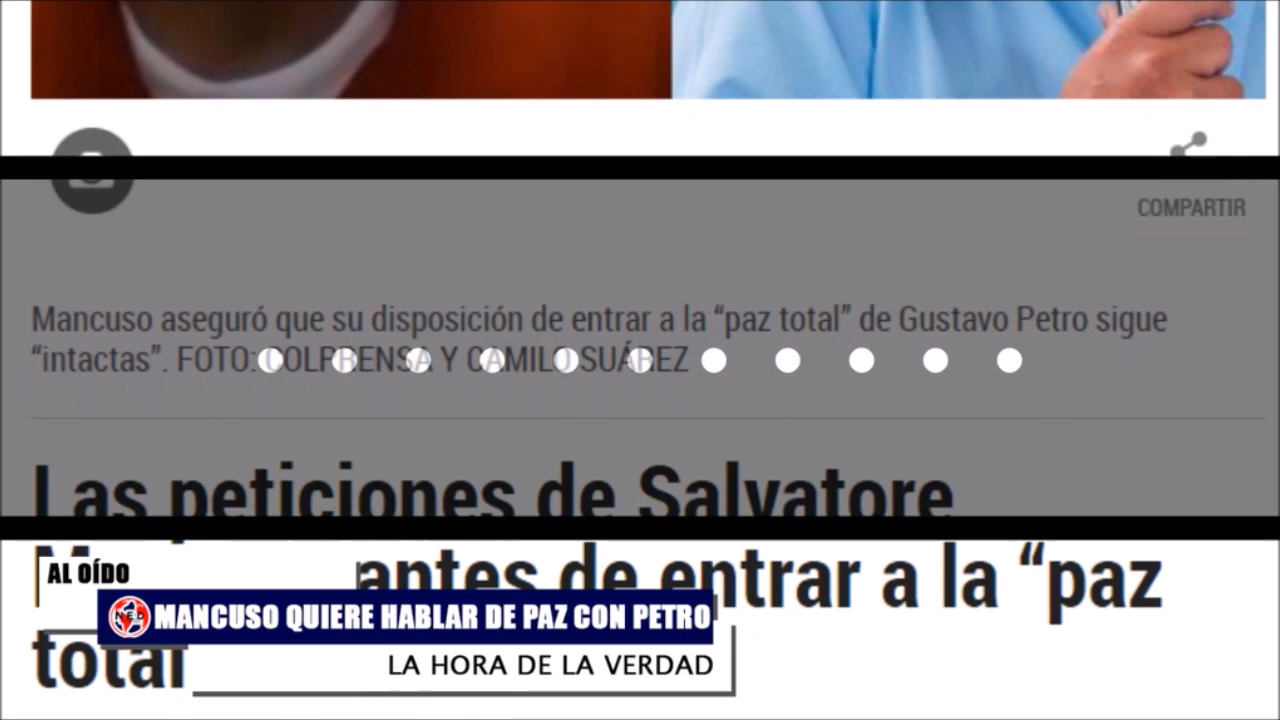 COMPARTIR
Mancuso aseguró que su disposición de entrar a la “paz total” de Gustavo Petro sigue
“intactas”. FOTO: COLPRENSA Y CAMILO SUÁREZ
Las peticiones de Salvatore
antes de entrar a la “paz
total
AL OÍDO
MANCUSO QUIERE HABLAR DE PAZ CON PETRO
LA HORA DE LA VERDAD